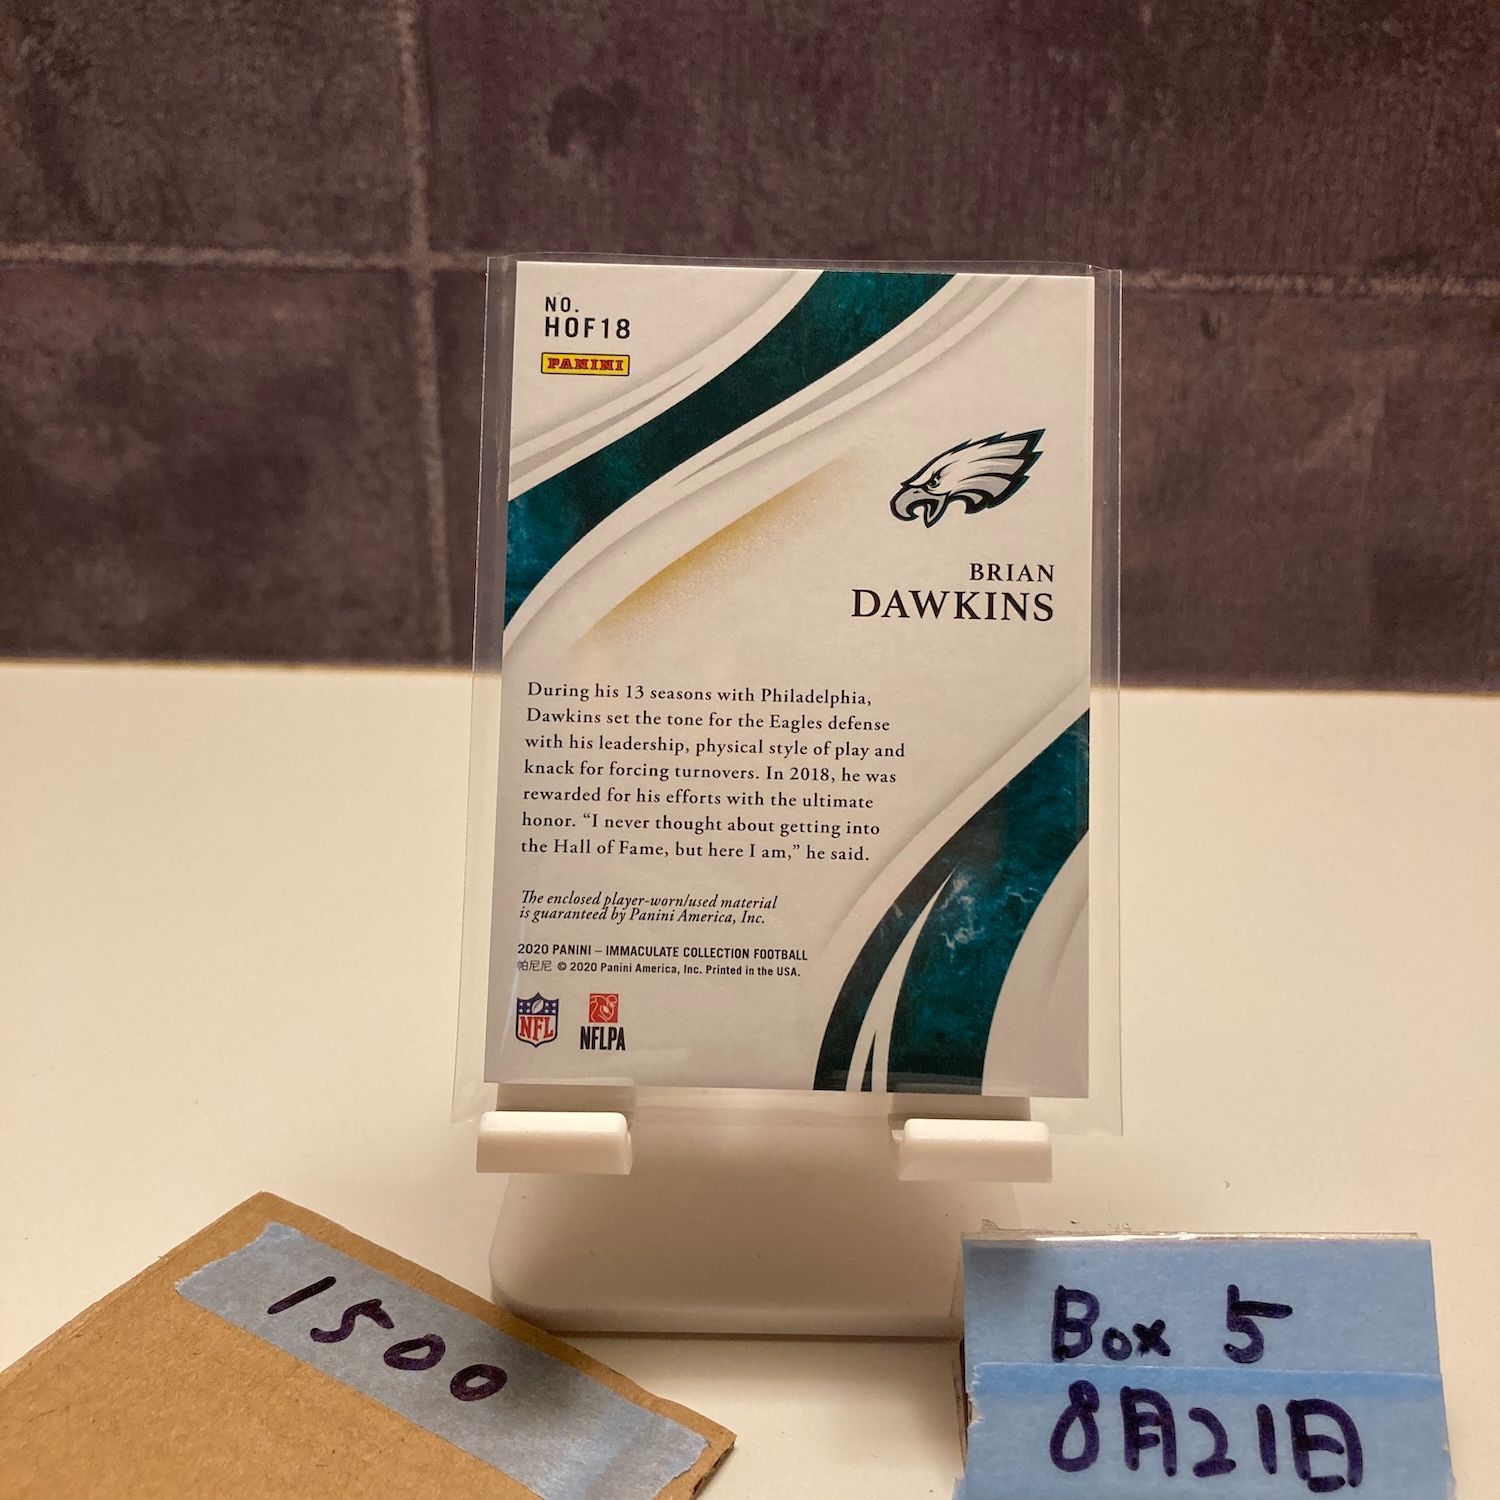 NO.
HOF18
PANINI
BRIAN
DAWKINS
During his 13 seasons with Philadelphia,
Dawkins set the tone for the Eagles defense
with his leadership, physical style of play and
knack for forcing turnovers. In 2018, he was
rewarded for his efforts with the ultimate
honor. “I never thought about getting into
the Hall of Fame, but here I am,” he said.
The enclosed player-worn/used material
is guaranteed by Panini America, Inc.
2020 PANINI – IMMACULATE COLLECTION FOOTBALL
帕尼尼 © 2020 Panini America, Inc. Printed in the USA.
NFL
NFLPA
1500
Box 5
8月21日